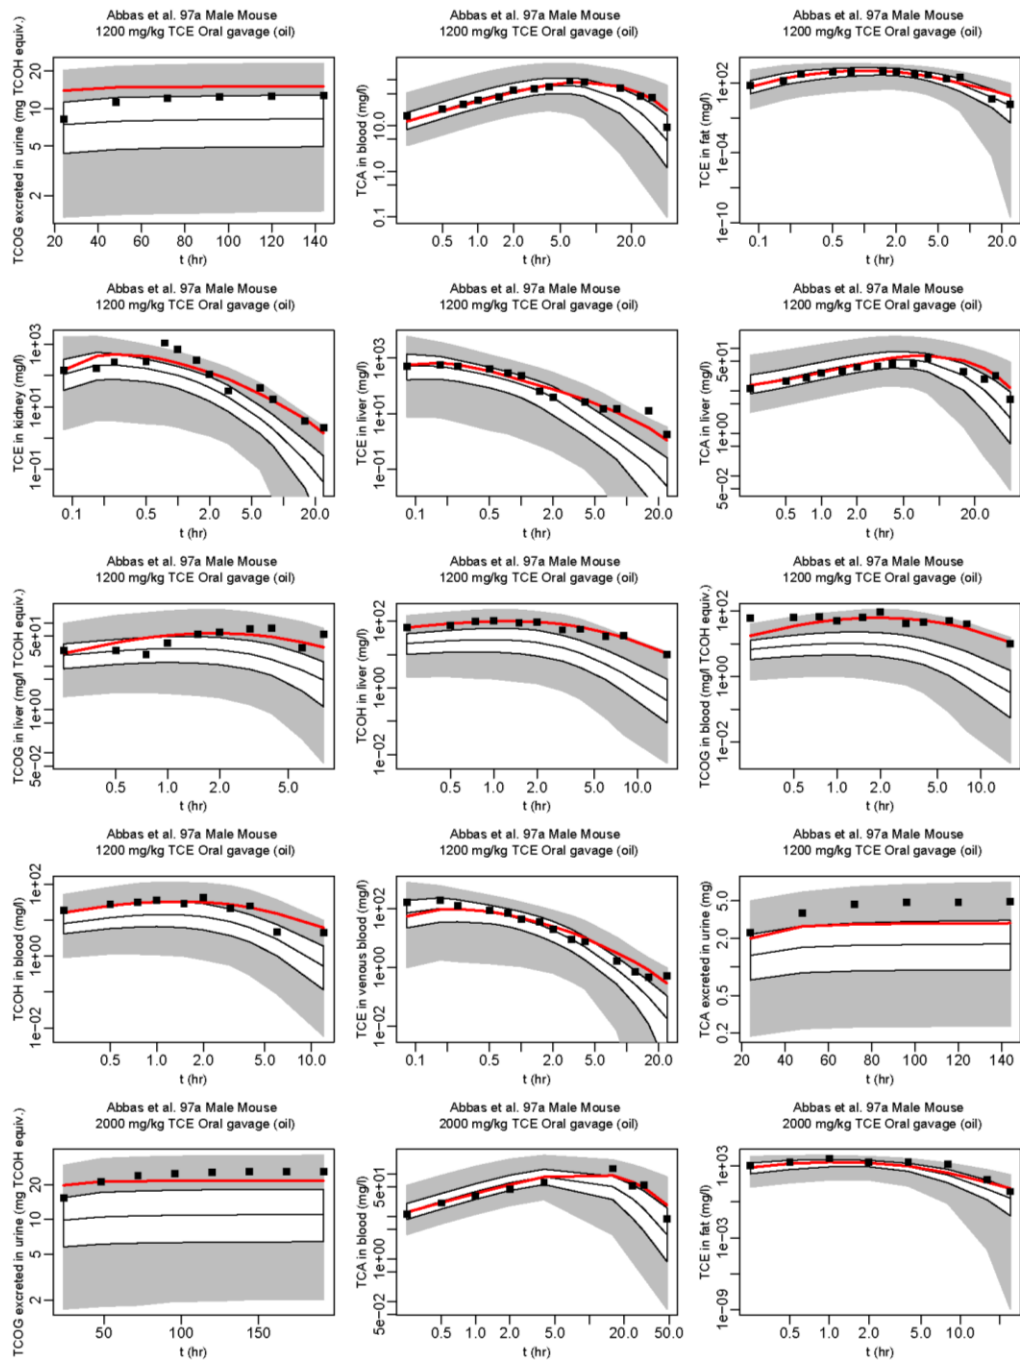 Abbas et al. 97a Male Mouse
1200 mg/kg TCE Oral gavage (oil)
TCOG excreted in urine (mg TCOH equiv.)
20
10
5
2
20 40 60 80 100 120 140
t (hr)
Abbas et al. 97a Male Mouse
1200 mg/kg TCE Oral gavage (oil)
TCA in blood (mg/l)
10.0
1.0
0.1
0.5 1.0 2.0 5.0 20.0
t (hr)
Abbas et al. 97a Male Mouse
1200 mg/kg TCE Oral gavage (oil)
TCE in fat (mg/l)
1e+02
1e-04
1e-10
0.1 0.5 2.0 5.0 20.0
t (hr)
Abbas et al. 97a Male Mouse
1200 mg/kg TCE Oral gavage (oil)
TCE in kidney (mg/l)
1e+03
1e+01
1e-01
0.1 0.5 2.0 5.0 20.0
t (hr)
Abbas et al. 97a Male Mouse
1200 mg/kg TCE Oral gavage (oil)
TCE in liver (mg/l)
1e+03
1e+01
1e-01
0.1 0.5 2.0 5.0 20.0
t (hr)
Abbas et al. 97a Male Mouse
1200 mg/kg TCE Oral gavage (oil)
TCA in liver (mg/l)
5e+01
1e+00
5e-02
0.5 1.0 2.0 5.0 20.0
t (hr)
Abbas et al. 97a Male Mouse
1200 mg/kg TCE Oral gavage (oil)
TCOG in liver (mg/l TCOH equiv.)
5e+01
5e+00
1e+00
5e-02
0.5 1.0 2.0 5.0
t (hr)
Abbas et al. 97a Male Mouse
1200 mg/kg TCE Oral gavage (oil)
TCOH in liver (mg/l)
1e+02
1e+00
1e-02
0.5 1.0 2.0 5.0 10.0
t (hr)
Abbas et al. 97a Male Mouse
1200 mg/kg TCE Oral gavage (oil)
TCOG in blood (mg/l TCOH equiv.)
1e+02
1e+00
1e-02
0.5 1.0 2.0 5.0 10.0
t (hr)
Abbas et al. 97a Male Mouse
1200 mg/kg TCE Oral gavage (oil)
TCOH in blood (mg/l)
1e+02
1e+00
1e-02
0.5 1.0 2.0 5.0 10.0
t (hr)
Abbas et al. 97a Male Mouse
1200 mg/kg TCE Oral gavage (oil)
TCE in venous blood (mg/l)
1e+02
1e+00
1e-02
0.1 0.5 2.0 5.0 20.0
t (hr)
Abbas et al. 97a Male Mouse
1200 mg/kg TCE Oral gavage (oil)
TCA excreted in urine (mg)
5.0
2.0
0.5
0.2
20 40 60 80 100 120 140
t (hr)
Abbas et al. 97a Male Mouse
2000 mg/kg TCE Oral gavage (oil)
TCOG excreted in urine (mg TCOH equiv.)
20
10
5
2
50 100 150
t (hr)
Abbas et al. 97a Male Mouse
2000 mg/kg TCE Oral gavage (oil)
TCA in blood (mg/l)
5e+01
1e+00
5e-02
0.5 1.0 2.0 5.0 20.0 50.0
t (hr)
Abbas et al. 97a Male Mouse
2000 mg/kg TCE Oral gavage (oil)
TCE in fat (mg/l)
1e+03
1e-03
1e-09
0.5 1.0 2.0 5.0 10.0
t (hr)